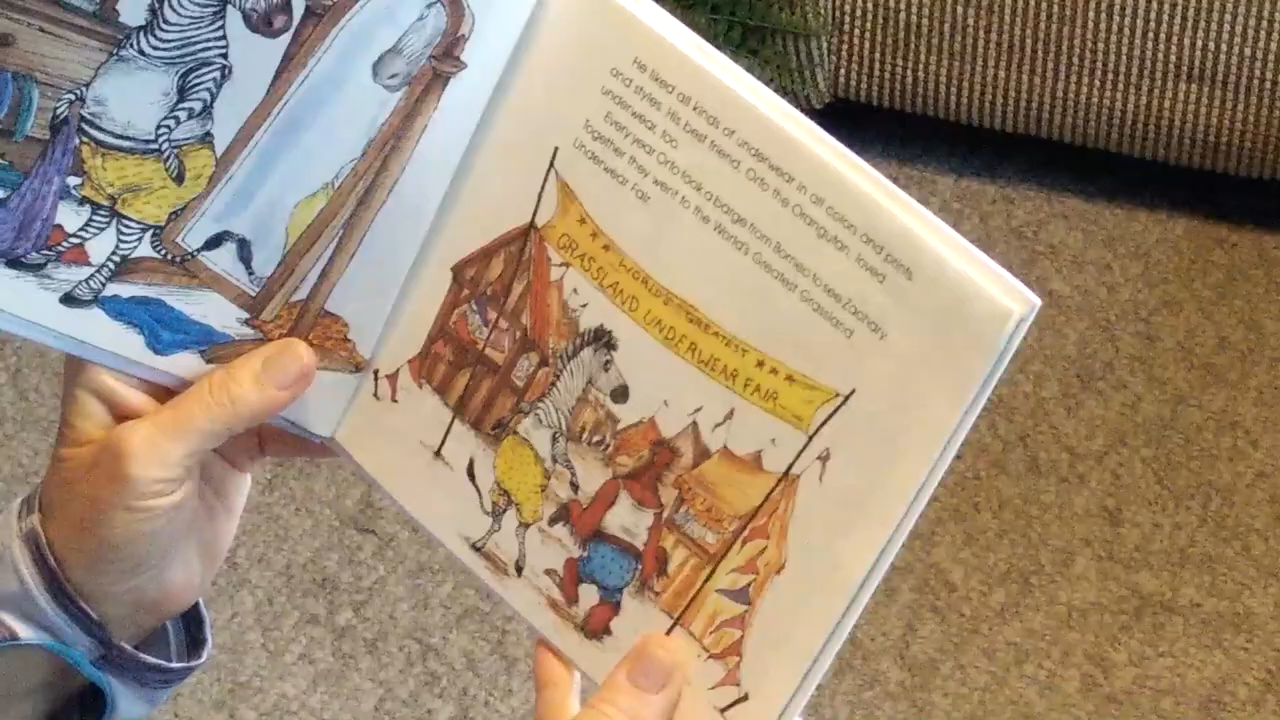 He liked all kinds of underwear in all colors and prints
and styles. His best friend, Orto the Orangutan, loved
underwear, too.
Every year Orto took a barge from Borneo to see Zachary.
Together they went to the World's Greatest Grassland
Underwear Fair.
★★★ WORLD'S GREATEST ★★★
GRASSLAND UNDERWEAR FAIR